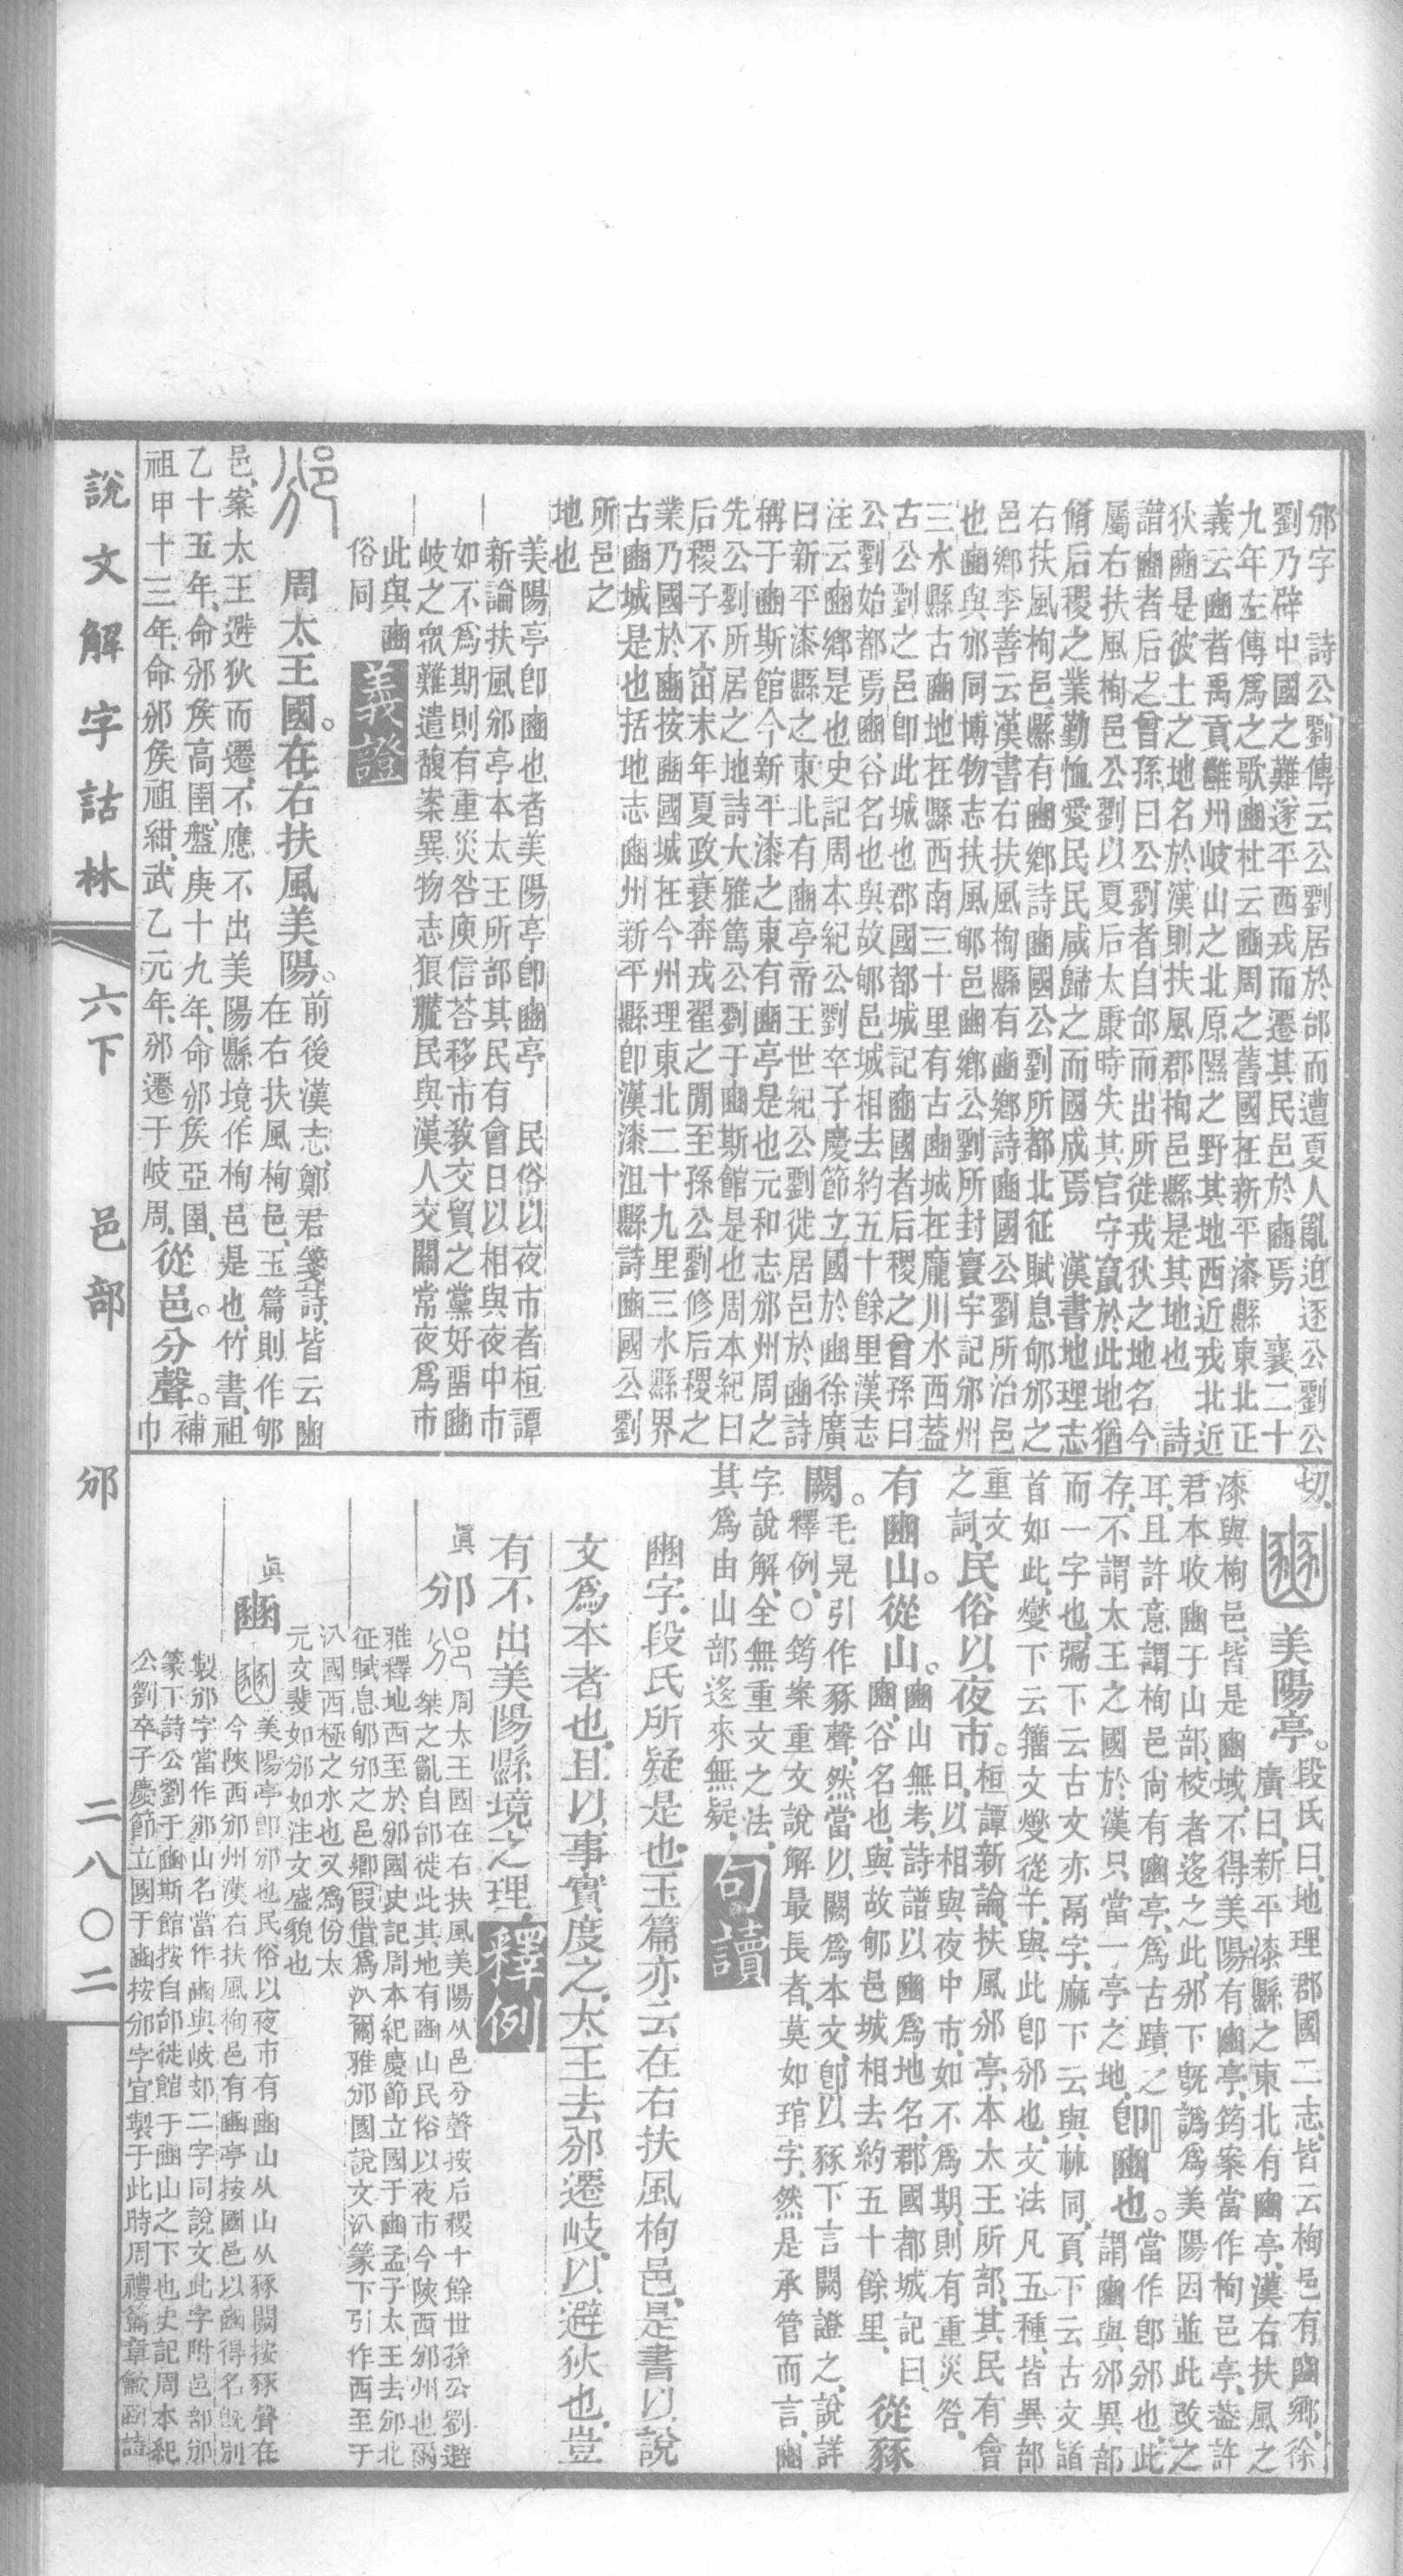 邠字　詩公劉傳云公劉居於邰而遭夏人亂迫逐公劉公
劉乃辟中國之難遂平西戎而遷其民邑於豳焉　襄二十
九年左傳爲之歌豳杜云豳周之舊國在新平漆縣東北正
義云豳者禹貢雝州岐山之北原隰之野其地西近戎北近
狄豳是彼土之地名於漢則扶風郡栒邑縣是其地也　詩
譜豳者后之曾孫曰公劉者自邰而出所徙戎狄之地名今
屬右扶風栒邑公劉以夏后太康時失其官守竄於此地猶
脩后稷之業勤恤愛民民咸歸之而國成焉　漢書地理志
右扶風栒邑縣有豳鄉詩豳國公劉所都北征賦息郇邠之
邑鄉李善云漢書右扶風栒縣有豳鄉詩豳國公劉所治邑
也豳與邠同博物志扶風郇邑豳鄉公劉所封寰宇記邠州
三水縣古豳地在縣西南三十里有古豳城在隴川水西蓋
古公劉之邑卽此城也郡國都城記豳國者后稷之曾孫曰
公劉始都焉豳谷名也與故郇邑城相去約五十餘里漢志
注云豳鄉是也史記周本紀公劉卒子慶節立國於豳徐廣
曰新平漆縣之東北有豳亭帝王世紀公劉徙居邑於豳詩
稱于豳斯館今新平漆之東有豳亭是也元和志邠州周之
先公劉所居之地詩大雅篤公劉于豳斯館是也周本紀曰
后稷子不窋末年夏政衰奔戎翟之閒至孫公劉修后稷之
業乃國於豳按豳國城在今州理東北二十九里三水縣界
古豳城是也括地志豳州新平縣卽漢漆沮縣詩豳國公劉
所邑之
地也
美陽亭卽豳也者美陽亭卽豳亭　民俗以夜市者桓譚
新論扶風邠亭本太王所部其民有會日以相與夜中市
如不爲期則有重災咎庾信荅移市敎交貿之黨好畱豳
岐之衆難遣馥案異物志狼䑋民與漢人交關常夜爲市
此與豳
俗同義證
周太王國。在右扶風美陽。前後漢志、鄭君箋詩、皆云豳
在右扶風栒邑、玉篇則作郇
邑、案太王避狄而遷、不應不出美陽縣境、作栒邑是也、竹書、祖
乙十五年、命邠矦高圉、盤庚十九年、命邠矦亞圉、
祖甲十三年、命邠矦祖紺、武乙元年、邠遷于岐周、從邑。分聲。補巾
切、
美陽亭。段氏曰、地理郡國二志、皆云栒邑有豳鄉、徐
廣曰、新平漆縣之東北有豳亭、漢右扶風之
漆與栒邑、皆是豳域、不得美陽有豳亭、筠案當作栒邑亭、蓋許
君本收豳于山部、校者迻之此、邠下旣譌爲美陽因並此改之
耳、且許意謂栒邑尙有豳亭、爲古蹟之
存、不謂太王之國於漢只當一亭之地、卽豳也。當作卽邠也、此
謂豳與邠異部
而一字也、彌下云古文亦鬲字、麻下云與𣏟同、頁下云古文䭫
首如此、燮下云籒文燮從䇂、與此卽邠也、文法凡五種、皆異部
重文
之詞、民俗以夜市。桓譚新論、扶風邠亭、本太王所部、其民有會
日、以相與夜中市、如不爲期、則有重災咎、
有豳山。從山。豳山無考、詩譜以豳爲地名、郡國都城記曰、
豳、谷名也、與故郇邑城相去約五十餘里、從豩
闕。毛晃引作豩聲、然當以闕爲本文、卽以豩下言闕證之、說詳
釋例、〇筠案重文說解最長者、莫如琯字、然是承管而言、豳
字說解、全無重文之法、
其爲由山部迻來無疑、句讀
豳字、段氏所疑是也、玉篇亦云在右扶風栒邑、是書以說
文爲本者也、且以事實度之、太王去邠遷岐、以避狄也、豈
有不出美陽縣境之理、釋例
眞　邠　周太王國在右扶風美陽从邑分聲按后稷十餘世孫公劉避
桀之亂自邰徙此其地有豳山民俗以夜市今陝西邠州也爾
雅釋地西至於邠國史記周本紀慶節立國于豳孟子太王去邠北
征賦息郇邠之邑鄉叚借爲汃爾雅邠國說文汃篆下引作西至于
汃國西極之水也又爲份太
元文斐如邠如注文盛貌也
眞　豳　美陽亭卽邠也民俗以夜市有豳山从山从豩闕按豩聲在
今陝西邠州漢右扶風栒邑有豳亭按國邑以豳得名旣別
製邠字當作邠山名當作豳與岐郊二字同說文此字附邑部邠
篆下詩公劉于豳斯館按自邰徙館于豳山之下也史記周本紀
公劉卒子慶節立國于豳按邠字宜製于此時周禮籥章龡豳詩
說文解字詁林　六下　邑部　邠　二八〇二